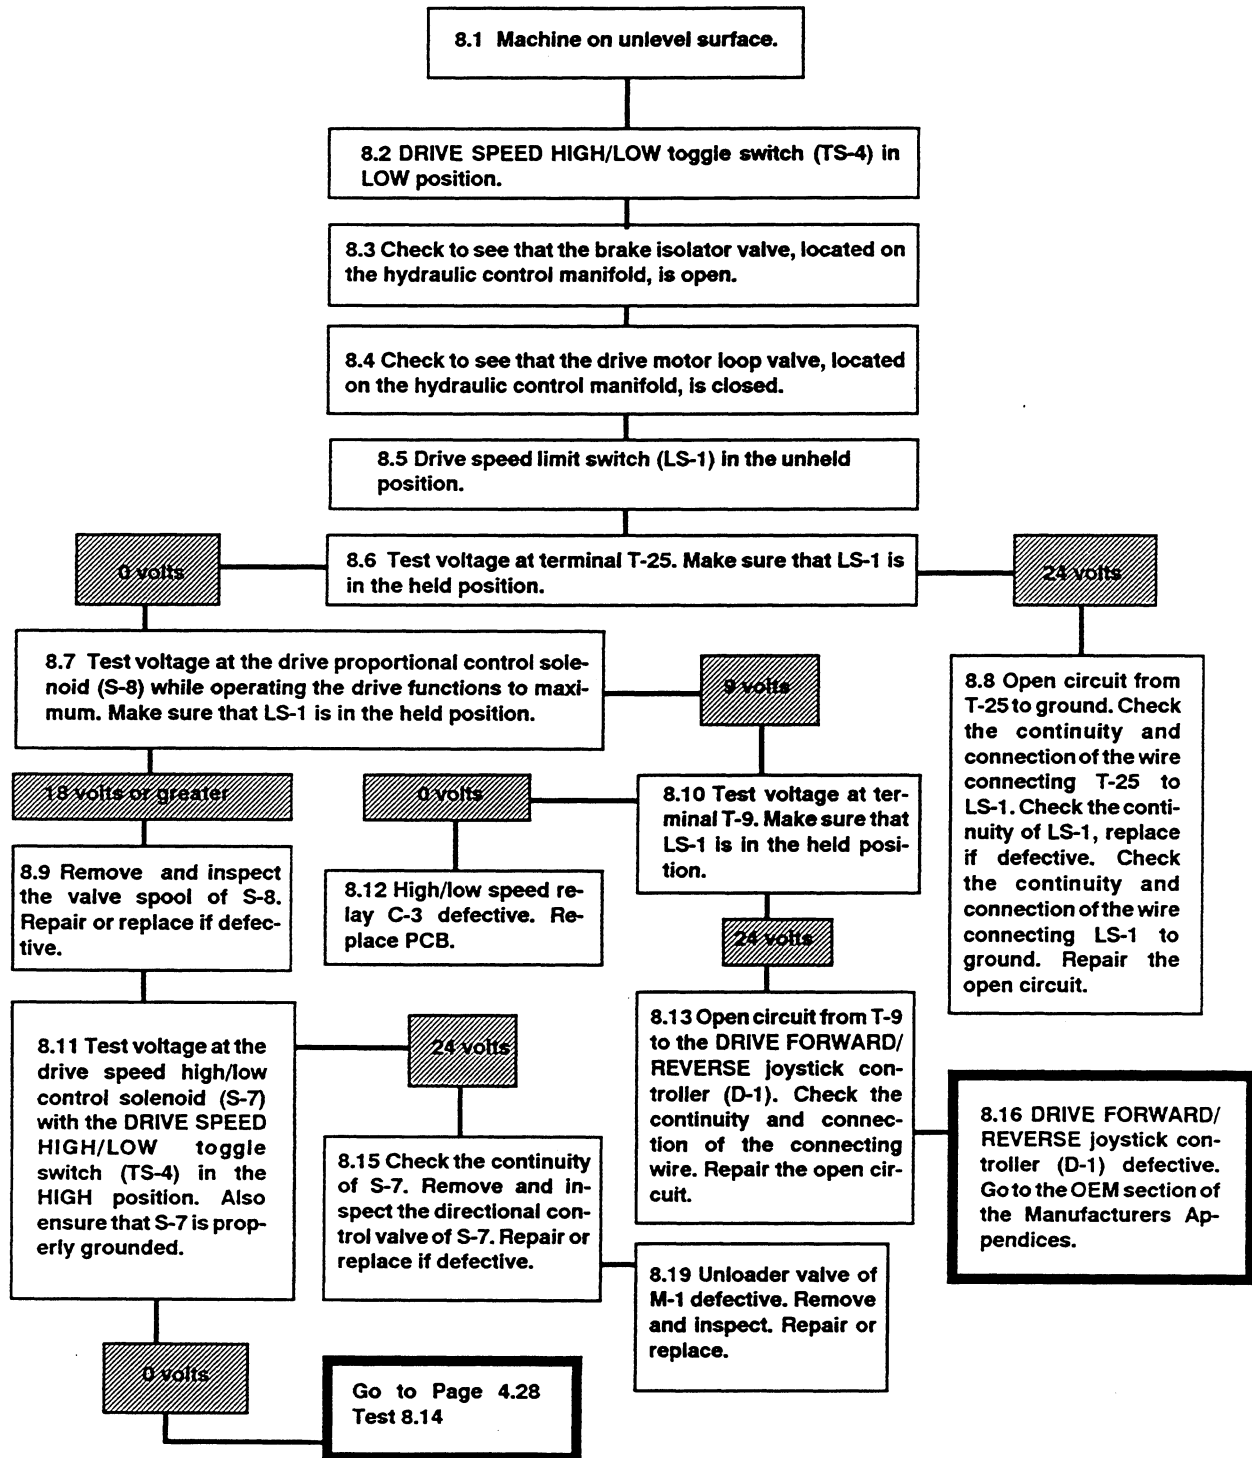 8.1 Machine on unlevel surface.
8.2 DRIVE SPEED HIGH/LOW toggle switch (TS-4) in
LOW position.
8.3 Check to see that the brake isolator valve, located on
the hydraulic control manifold, is open.
8.4 Check to see that the drive motor loop valve, located
on the hydraulic control manifold, is closed.
8.5 Drive speed limit switch (LS-1) in the unheld
position.
0 volts
8.6 Test voltage at terminal T-25. Make sure that LS-1 is
in the held position.
24 volts
8.7 Test voltage at the drive proportional control sole-
noid (S-8) while operating the drive functions to maxi-
mum. Make sure that LS-1 is in the held position.
9 volts
8.8 Open circuit from
T-25 to ground. Check
the continuity and
connection of the wire
connecting T-25 to
LS-1. Check the conti-
nuity of LS-1, replace
if defective. Check
the continuity and
connection of the wire
connecting LS-1 to
ground. Repair the
open circuit.
18 volts or greater
0 volts
8.10 Test voltage at ter-
minal T-9. Make sure that
LS-1 is in the held posi-
tion.
8.9 Remove and inspect
the valve spool of S-8.
Repair or replace if defec-
tive.
8.12 High/low speed re-
lay C-3 defective. Re-
place PCB.
24 volts
8.11 Test voltage at the
drive speed high/low
control solenoid (S-7)
with the DRIVE SPEED
HIGH/LOW toggle
switch (TS-4) in the
HIGH position. Also
ensure that S-7 is prop-
erly grounded.
24 volts
8.13 Open circuit from T-9
to the DRIVE FORWARD/
REVERSE joystick con-
troller (D-1). Check the
continuity and connec-
tion of the connecting
wire. Repair the open cir-
cuit.
8.16 DRIVE FORWARD/
REVERSE joystick con-
troller (D-1) defective.
Go to the OEM section of
the Manufacturers Ap-
pendices.
8.15 Check the continuity
of S-7. Remove and in-
spect the directional con-
trol valve of S-7. Repair or
replace if defective.
8.19 Unloader valve of
M-1 defective. Remove
and inspect. Repair or
replace.
0 volts
Go to Page 4.28
Test 8.14